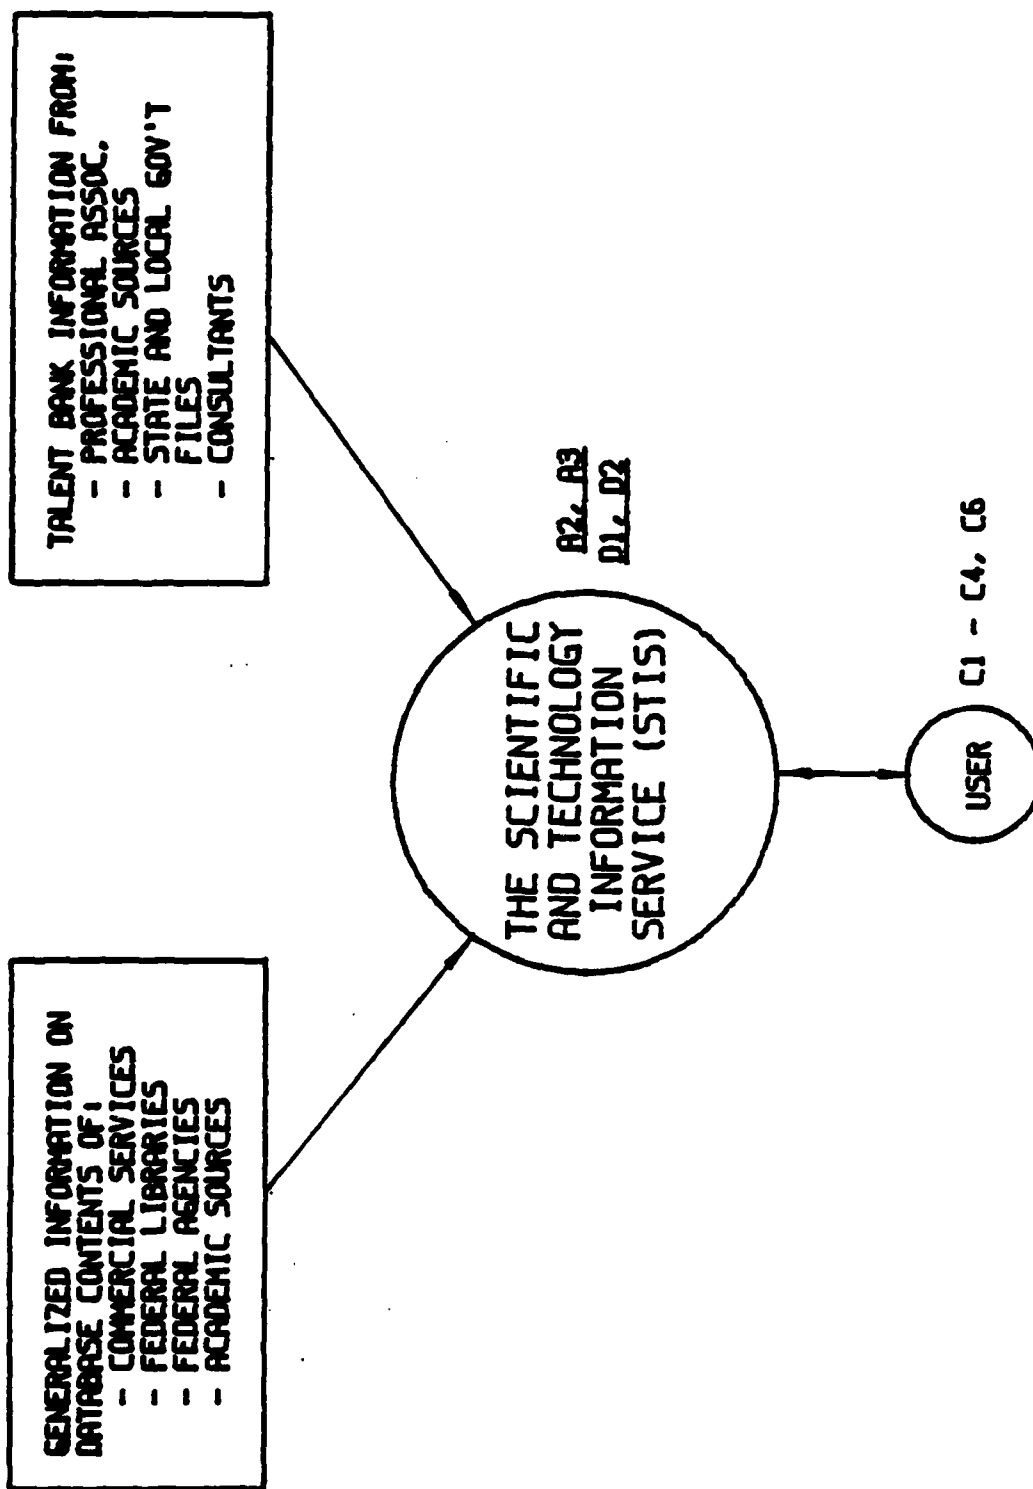 GENERALIZED INFORMATION ON
DATABASE CONTENTS OF:
- COMMERCIAL SERVICES
- FEDERAL LIBRARIES
- FEDERAL AGENCIES
- ACADEMIC SOURCES
TALENT BANK INFORMATION FROM:
- PROFESSIONAL ASSOC.
- ACADEMIC SOURCES
- STATE AND LOCAL GOV'T
FILES
- CONSULTANTS
THE SCIENTIFIC
AND TECHNOLOGY
INFORMATION
SERVICE (STIS)
A2, A3
D1, D2
USER
C1 - C4, C6